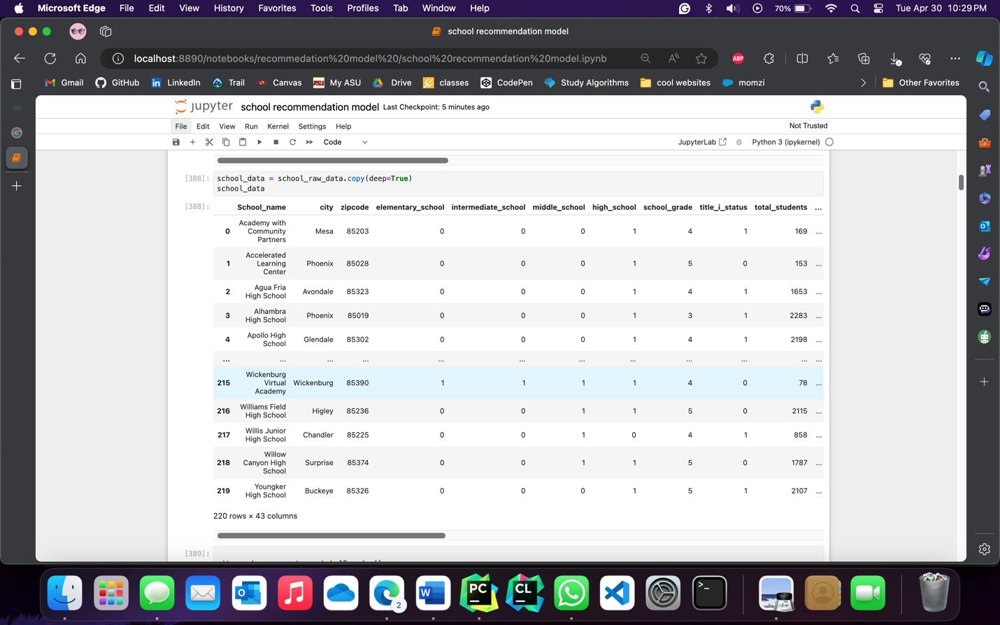 Microsoft Edge File Edit View History Favorites Tools Profiles Tab Window Help 70% Tue Apr 30 10:29 PM
school recommendation model
localhost:8890/notebooks/recommedation%20model%20/school%20recommendation%20model.ipynb ABP
Gmail GitHub LinkedIn Trail Canvas My ASU Drive classes CodePen Study Algorithms cool websites momzi Other Favorites
jupyter school recommendation model Last Checkpoint: 5 minutes ago
File Edit View Run Kernel Settings Help Not Trusted
Code JupyterLab Python 3 (ipykernel)
[388]: school_data = school_raw_data.copy(deep=True)
school_data
[388]: School_name city zipcode elementary_school intermediate_school middle_school high_school school_grade title_i_status total_students ...
0 Academy with Community Partners Mesa 85203 0 0 0 1 4 1 169 ...
1 Accelerated Learning Center Phoenix 85028 0 0 0 1 5 0 153 ...
2 Agua Fria High School Avondale 85323 0 0 0 1 4 1 1653 ...
3 Alhambra High School Phoenix 85019 0 0 0 1 3 1 2283 ...
4 Apollo High School Glendale 85302 0 0 0 1 4 1 2198 ...
... ... ... ... ... ... ... ... ... ... ... ...
215 Wickenburg Virtual Academy Wickenburg 85390 1 1 1 1 4 0 78 ...
216 Williams Field High School Higley 85236 0 0 1 1 5 0 2115 ...
217 Willis Junior High School Chandler 85225 0 0 1 0 4 1 858 ...
218 Willow Canyon High School Surprise 85374 0 0 1 1 5 0 1787 ...
219 Youngker High School Buckeye 85326 0 0 0 1 5 1 2107 ...
220 rows × 43 columns
[389]:
2 W PC CL